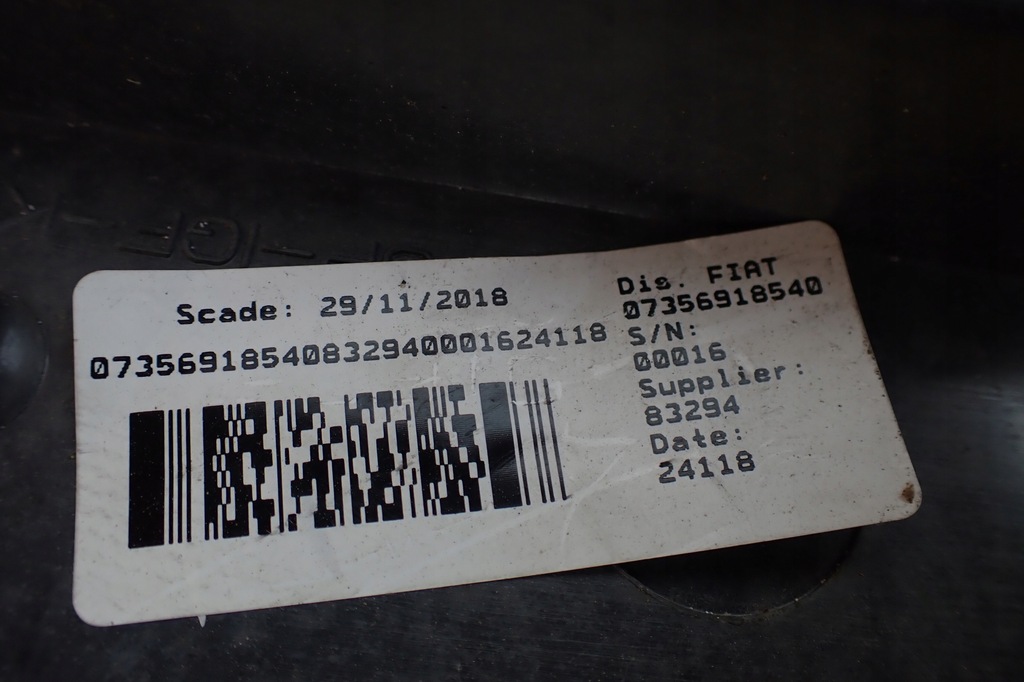 Scade: 29/11/2018
07356918540832940001624118
Dis. FIAT
07356918540
S/N:
00016
Supplier:
83294
Date:
24118